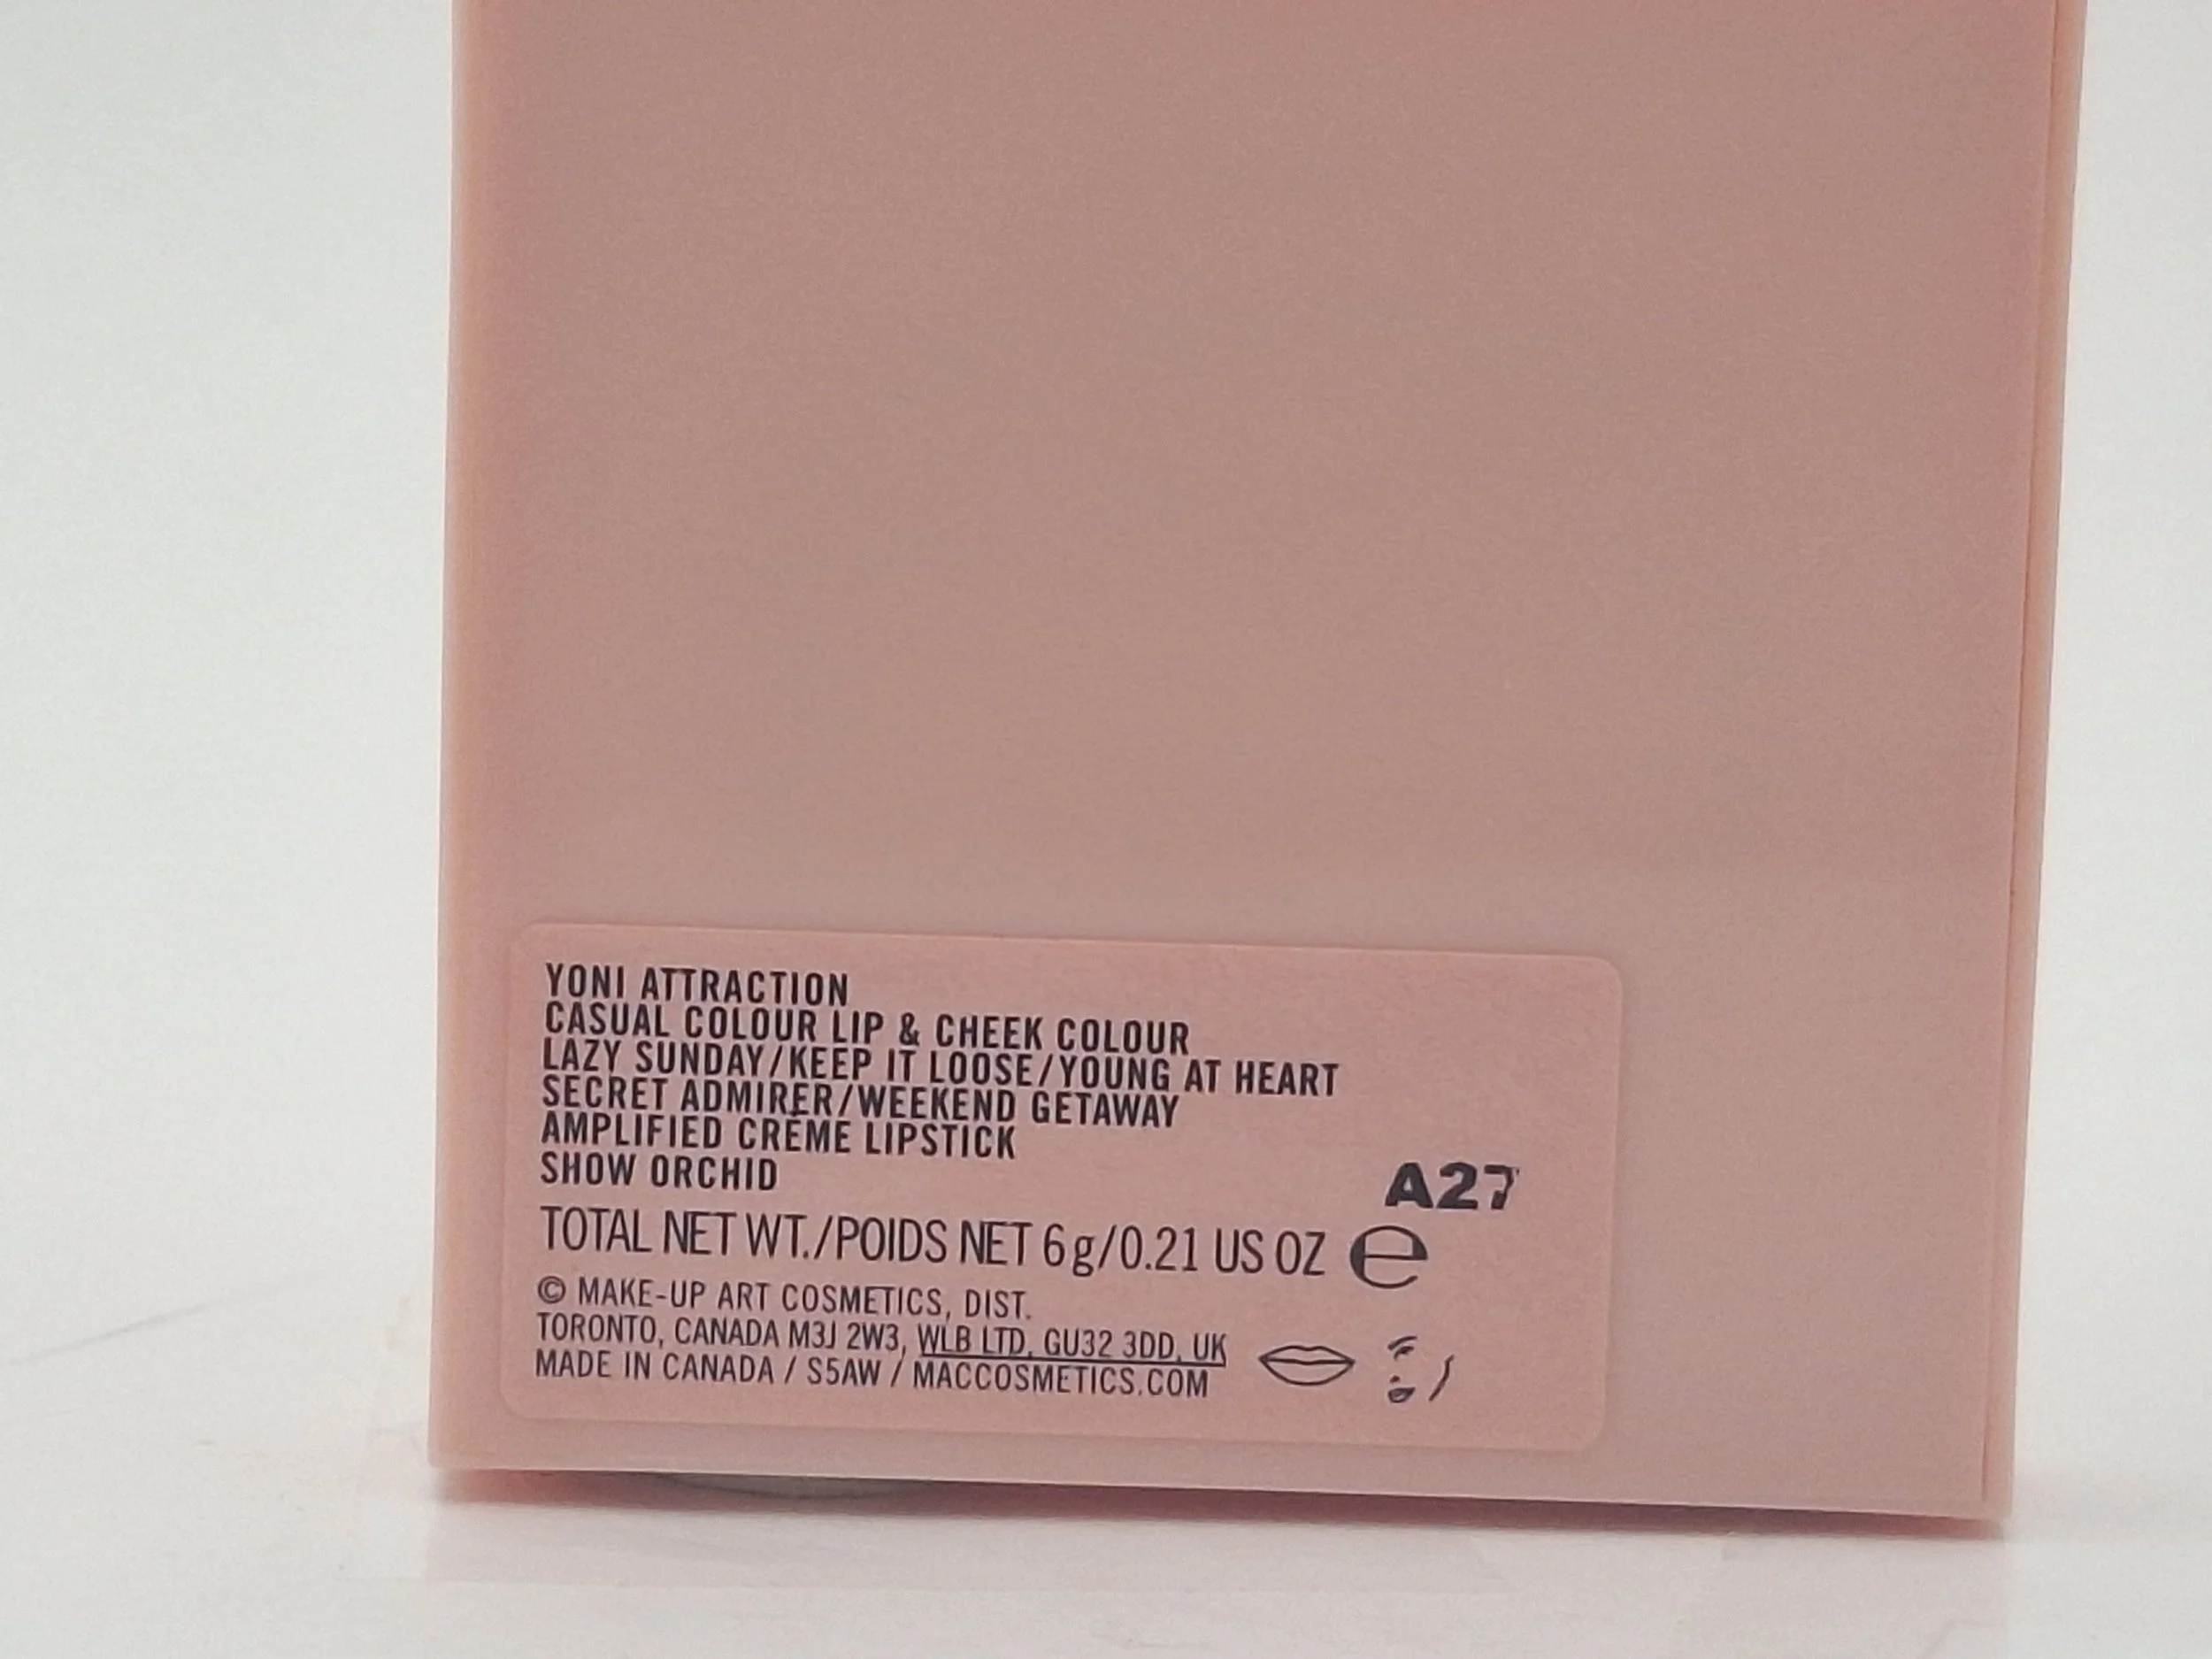 YONI ATTRACTION
CASUAL COLOUR LIP & CHEEK COLOUR
LAZY SUNDAY/KEEP IT LOOSE/YOUNG AT HEART
SECRET ADMIRER/WEEKEND GETAWAY
AMPLIFIED CRÈME LIPSTICK
SHOW ORCHID
A27
TOTAL NET WT./POIDS NET 6g/0.21 US OZ ℮
© MAKE-UP ART COSMETICS, DIST.
TORONTO, CANADA M3J 2W3, WLB LTD, GU32 3DD, UK
MADE IN CANADA / S5AW / MACCOSMETICS.COM